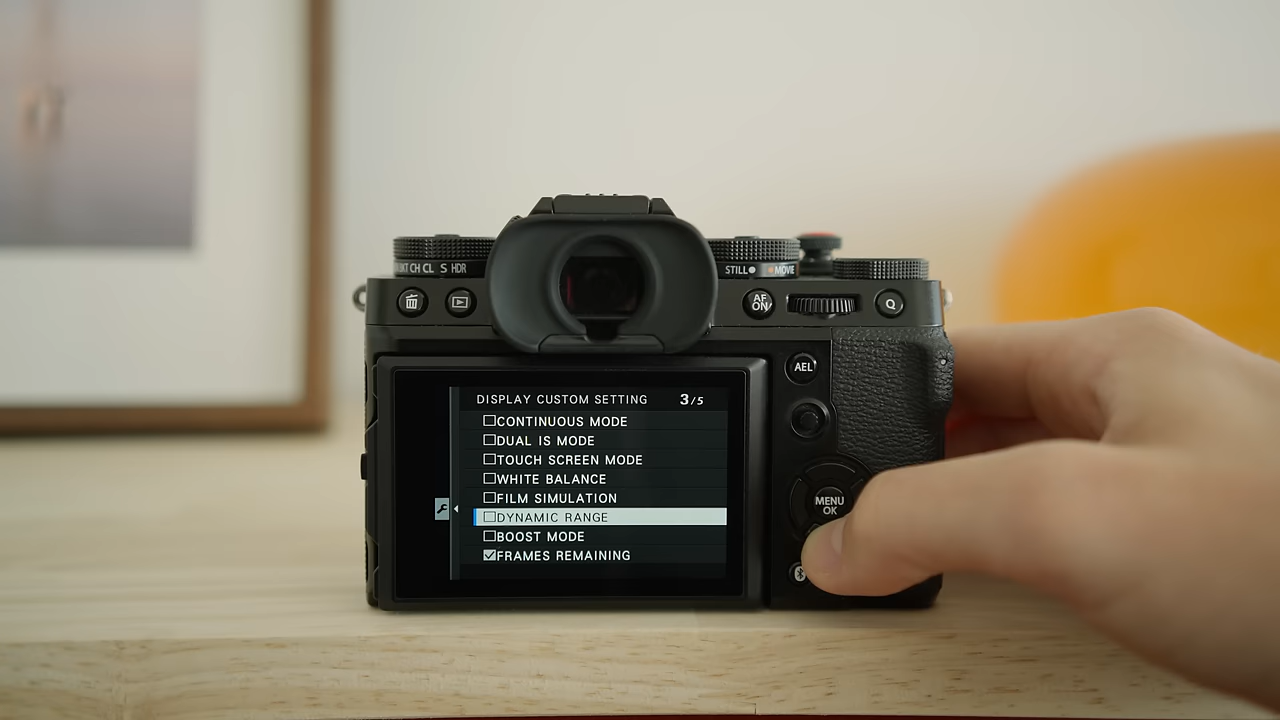 CH CL S HDR
STILL MOVIE
AF
ON
Q
AEL
DISPLAY CUSTOM SETTING 3/5
CONTINUOUS MODE
DUAL IS MODE
TOUCH SCREEN MODE
WHITE BALANCE
FILM SIMULATION
DYNAMIC RANGE
BOOST MODE
FRAMES REMAINING
MENU
OK